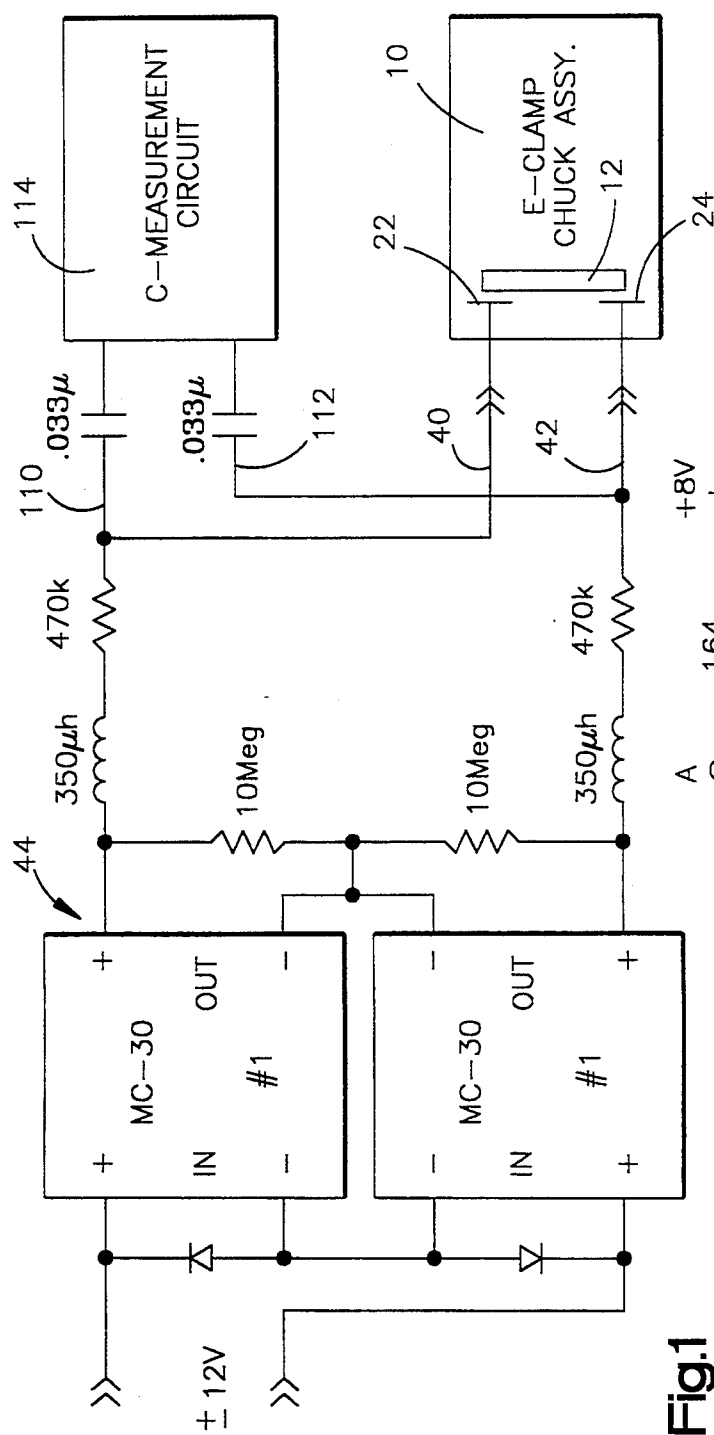 114
C-MEASUREMENT
CIRCUIT
.033μ
.033μ
110
112
470k
350μh
44
10Meg
10Meg
+
OUT
-
MC-30
#1
+
IN
-
-
OUT
+
MC-30
#1
-
IN
+
±12V
350μh
470k
40
42
22
10
E-CLAMP
CHUCK ASSY.
12
24
+8V
164
A
Fig.1